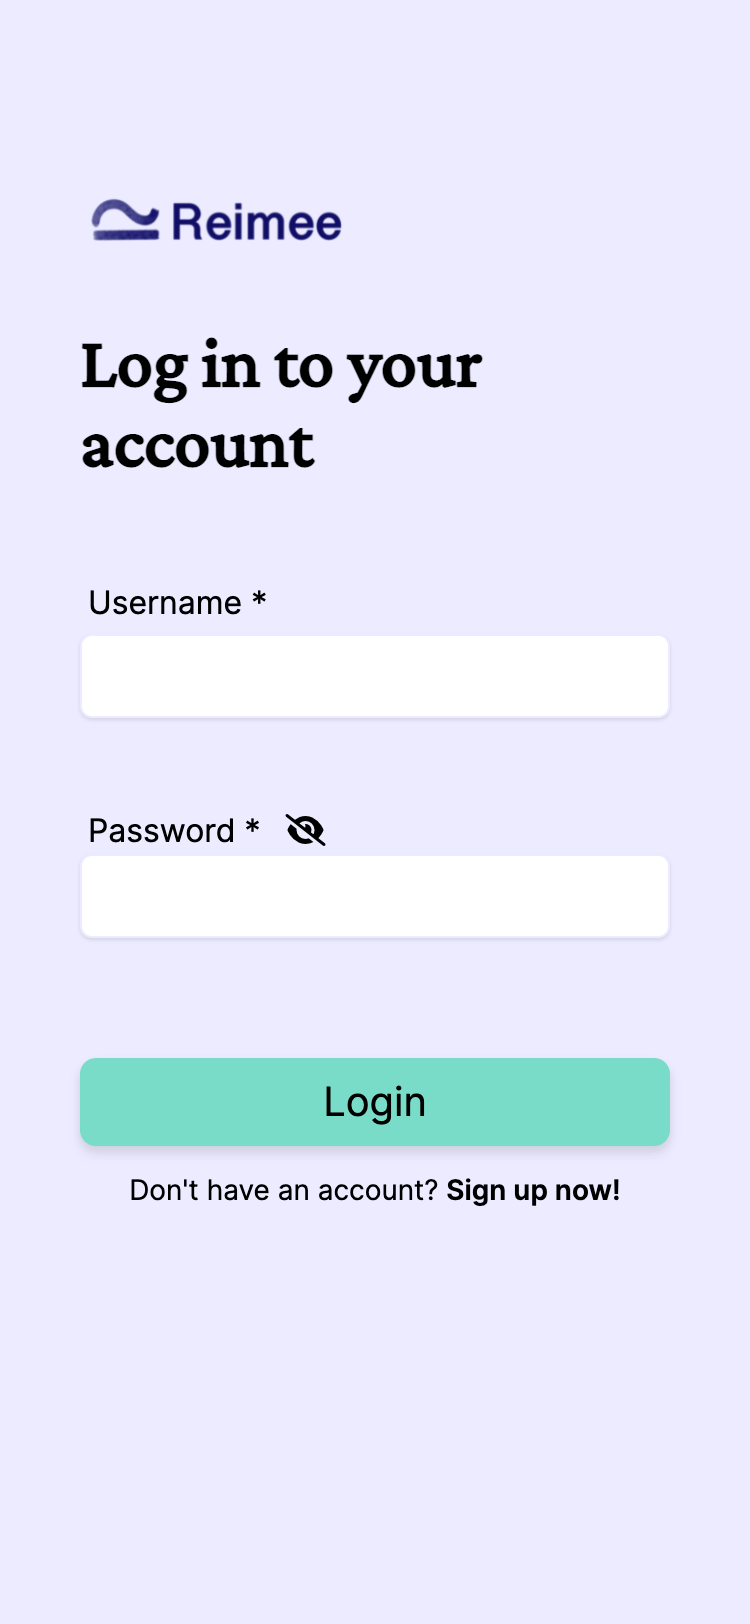 Reimee
Log in to your
account
Username *
Password *
Login
Don't have an account? Sign up now!